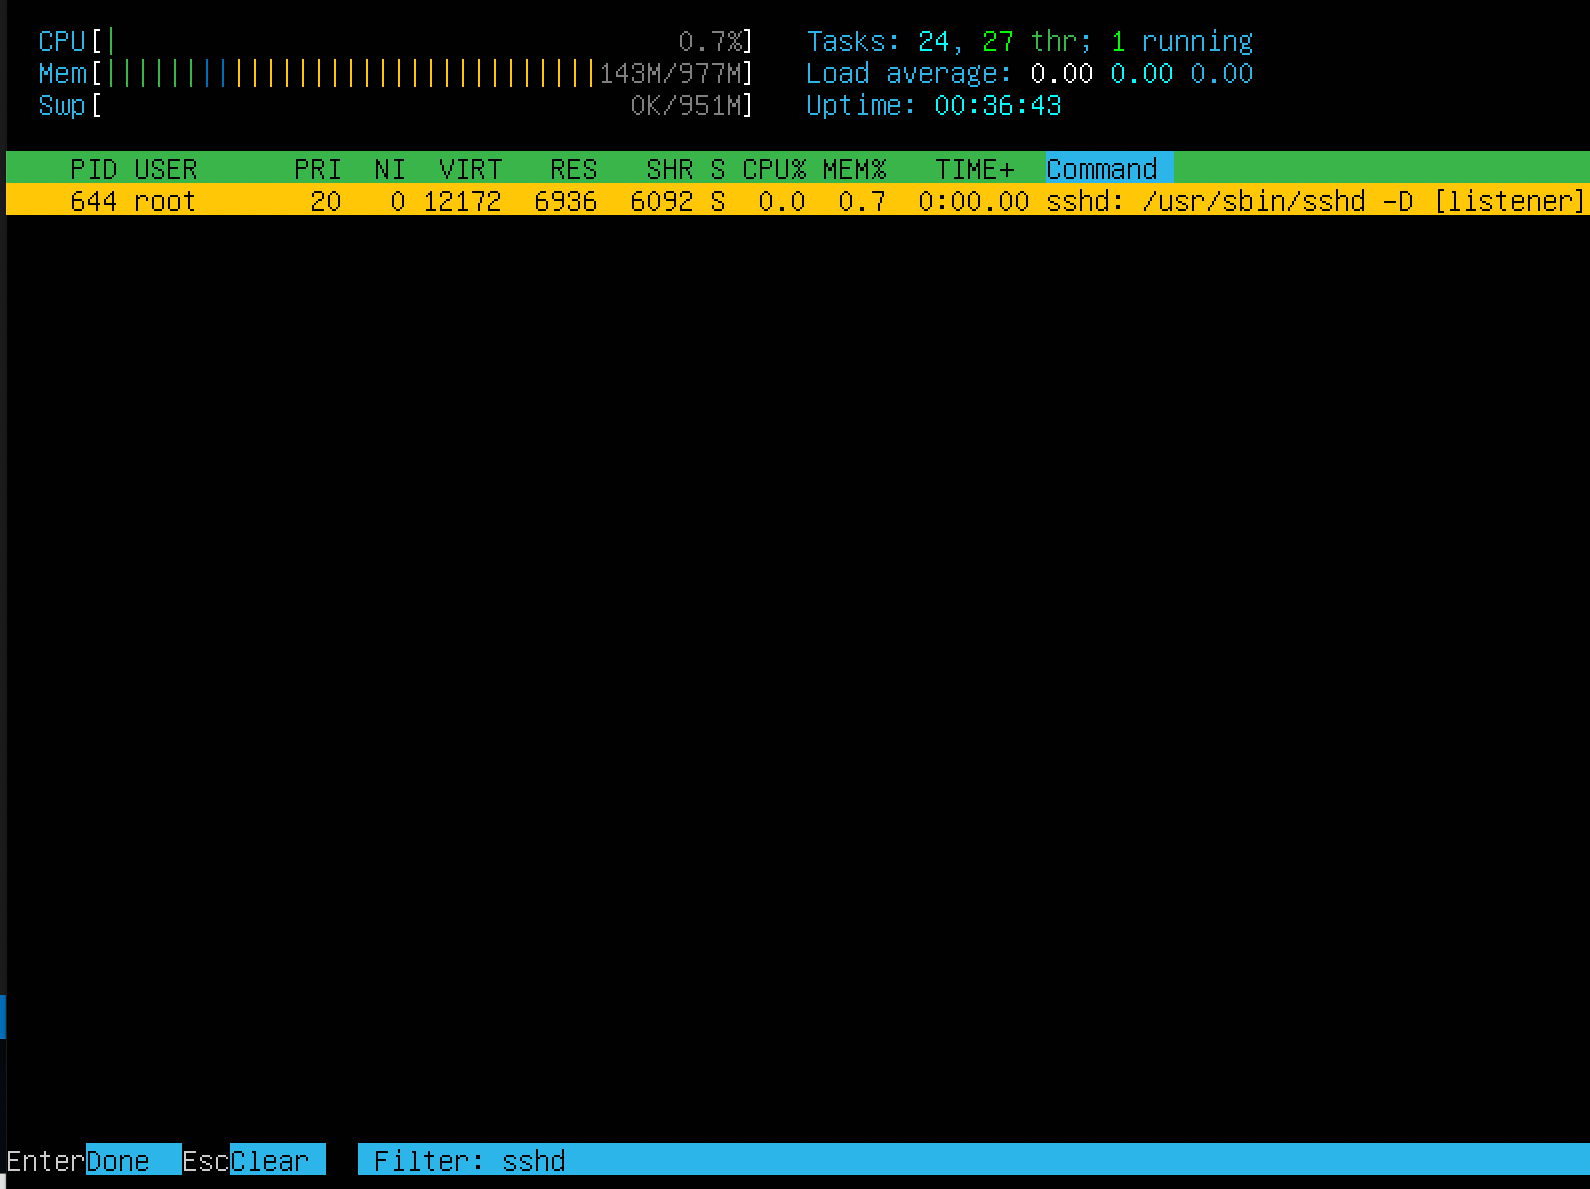 CPU[| 0.7%] Tasks: 24, 27 thr; 1 running
Mem[|||||||||||||||||||||||||||||||143M/977M] Load average: 0.00 0.00 0.00
Swp[ 0K/951M] Uptime: 00:36:43
PID USER PRI NI VIRT RES SHR S CPU% MEM% TIME+ Command
644 root 20 0 12172 6936 6092 S 0.0 0.7 0:00.00 sshd: /usr/sbin/sshd -D [listener]
EnterDone EscClear Filter: sshd